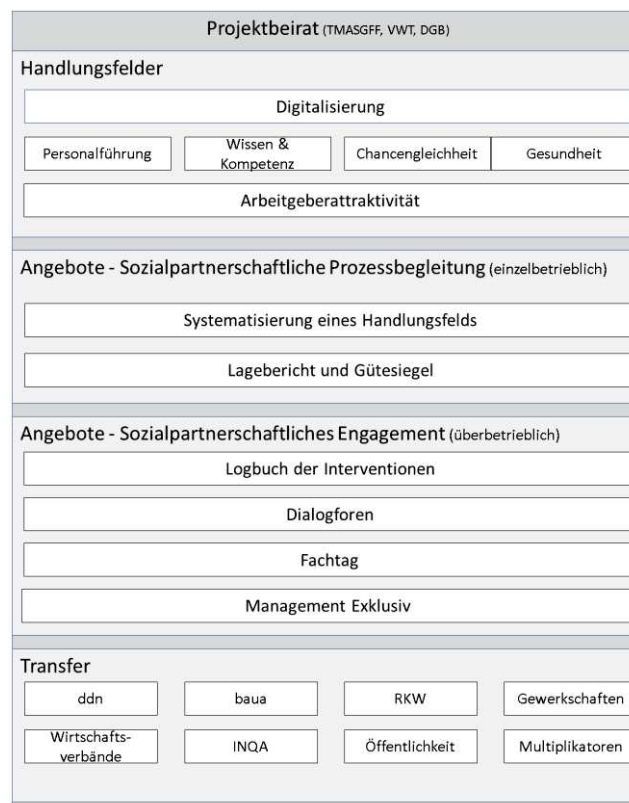 Projektbeirat (TMASGFF, VWT, DGB)
Handlungsfelder
Digitalisierung
Personalführung
Wissen &
Kompetenz
Chancengleichheit
Gesundheit
Arbeitgeberattraktivität
Angebote - Sozialpartnerschaftliche Prozessbegleitung (einzelbetrieblich)
Systematisierung eines Handlungsfelds
Lagebericht und Gütesiegel
Angebote - Sozialpartnerschaftliches Engagement (überbetrieblich)
Logbuch der Interventionen
Dialogforen
Fachtag
Management Exklusiv
Transfer
ddn
baua
RKW
Gewerkschaften
Wirtschafts-
verbände
INQA
Öffentlichkeit
Multiplikatoren